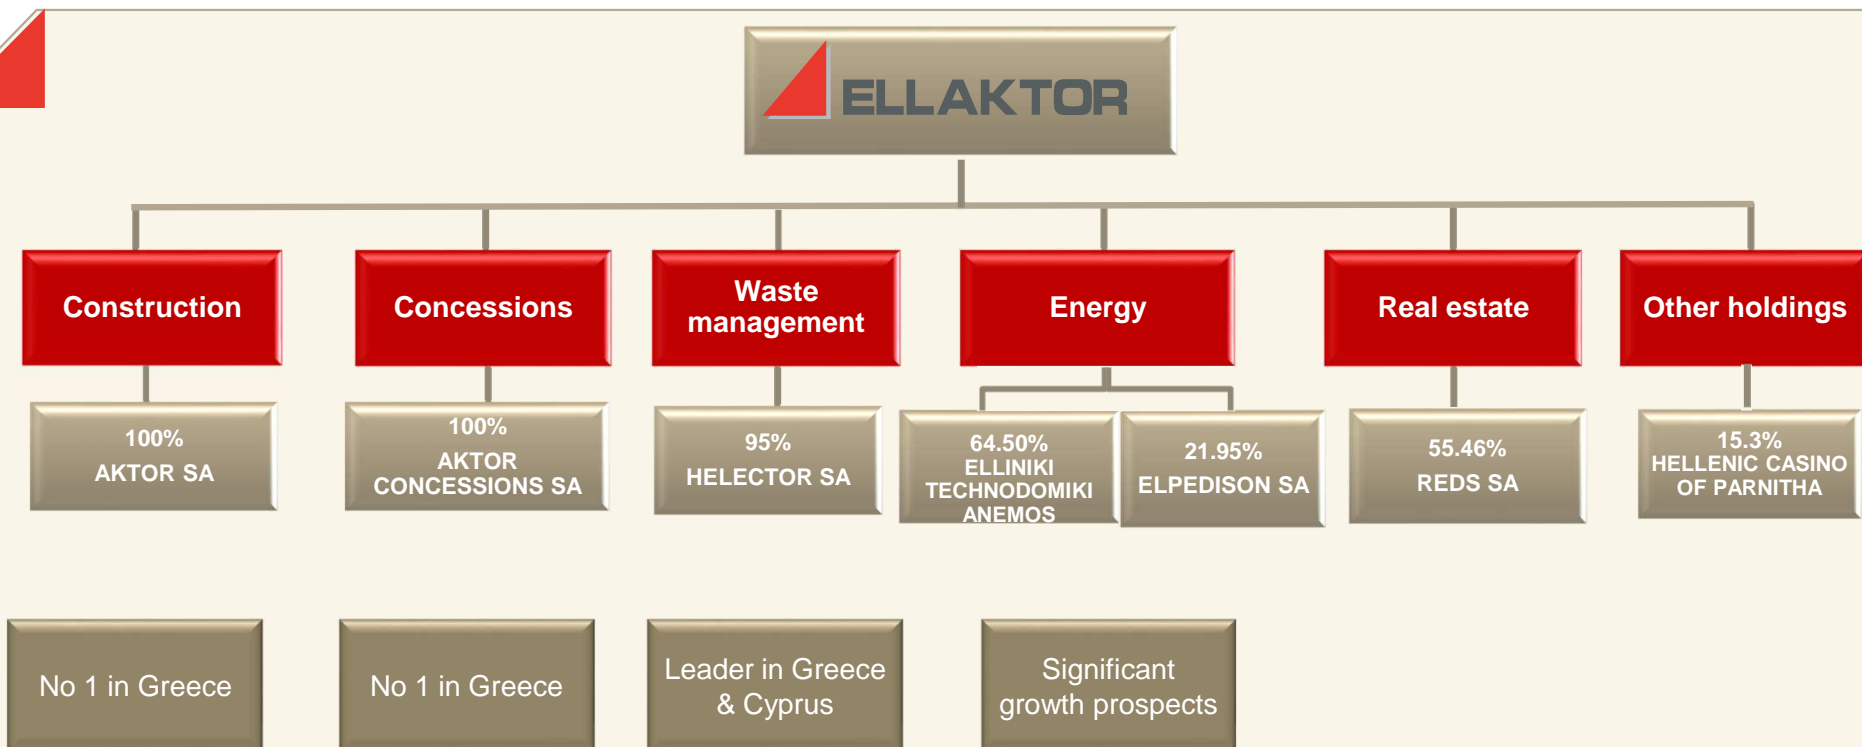 ELLAKTOR
Construction
Concessions
Waste
management
Energy
Real estate
Other holdings
100%
AKTOR SA
100%
AKTOR
CONCESSIONS SA
95%
HELECTOR SA
64.50%
ELLINIKI
TECHNODOMIKI
ANEMOS
21.95%
ELPEDISON SA
55.46%
REDS SA
15.3%
HELLENIC CASINO
OF PARNITHA
No 1 in Greece
No 1 in Greece
Leader in Greece
& Cyprus
Significant
growth prospects